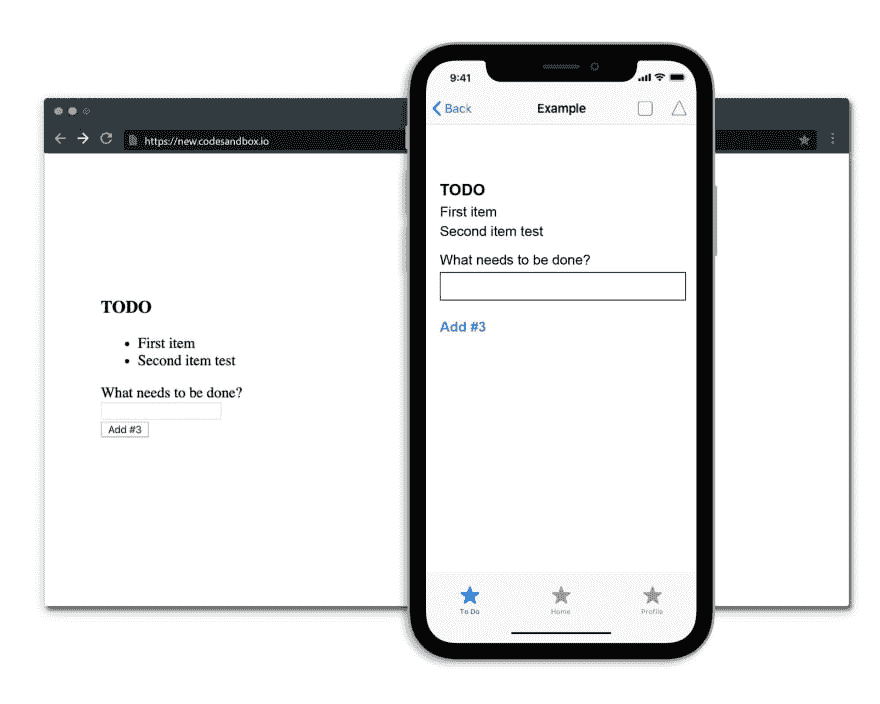 https://new.codesandbox.io
TODO
First item
Second item test
What needs to be done?
Add #3
9:41
Back
Example
TODO
First item
Second item test
What needs to be done?
Add #3
To Do
Home
Profile